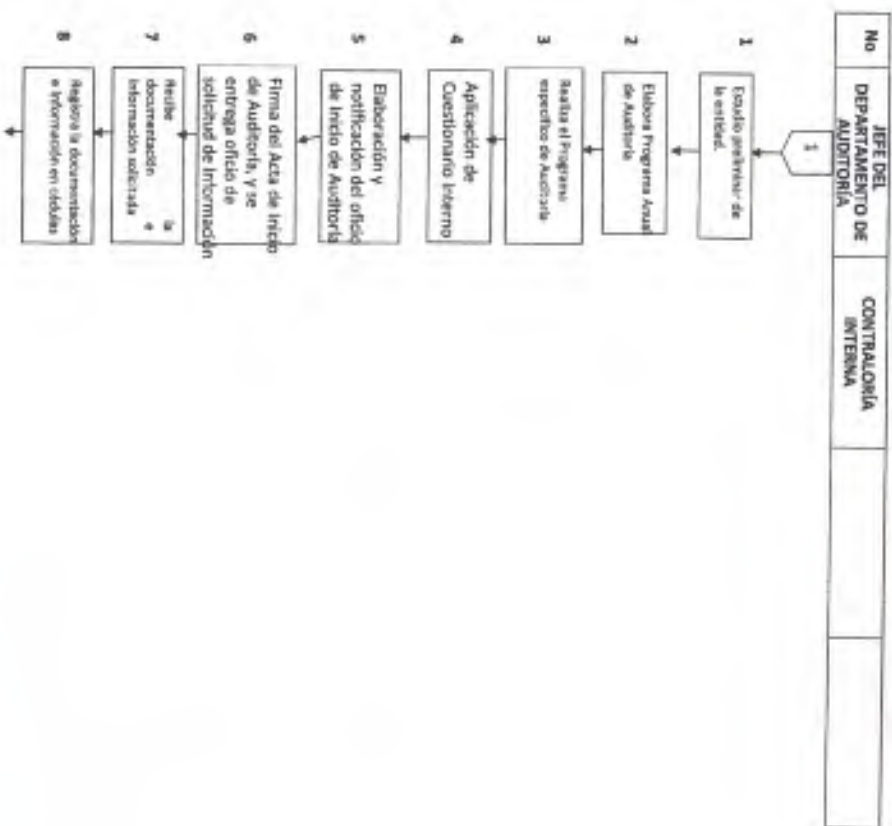 No
JEFE DEL
DEPARTAMENTO DE
AUDITORÍA
CONTRALORÍA
INTERNA
1
1
Estudio preliminar de
la entidad.
2
Elabora Programa Anual
de Auditoría
3
Realiza el Programa
específico de Auditoría
4
Aplicación de
Cuestionario Interno
5
Elaboración y
notificación del oficio
de Inicio de Auditoría
6
Firma del Acta de Inicio
de Auditoría, y se
entrega oficio de
solicitud de Información
7
Recibe la
documentación e
información solicitada
8
Registra la documentación
e Información en cédulas